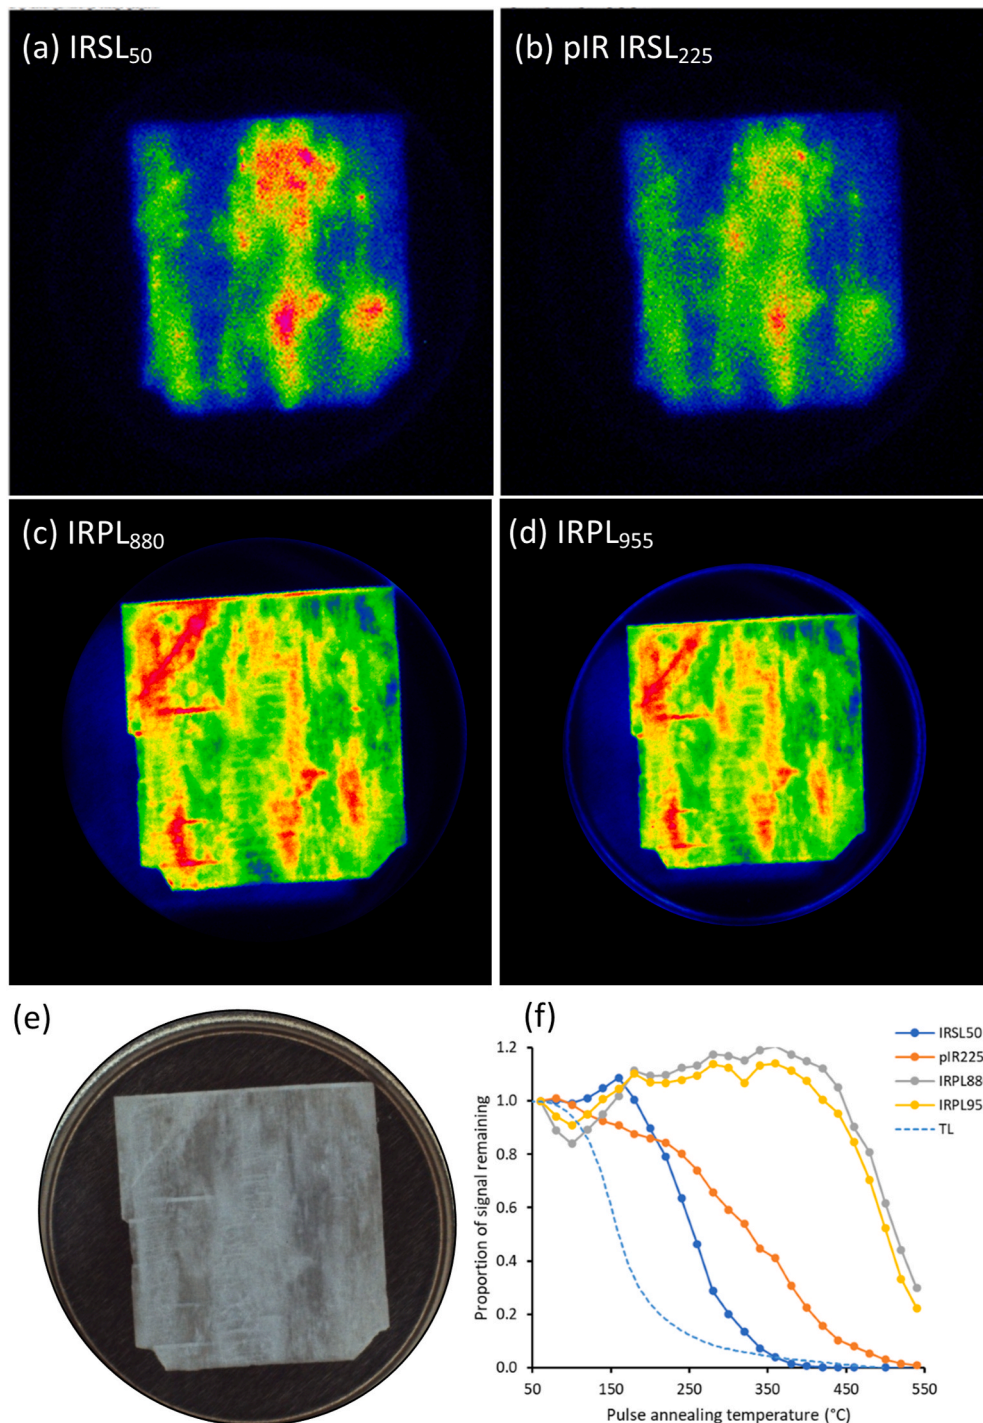 (a) IRSL50
(b) pIR IRSL225
(c) IRPL880
(d) IRPL955
(e)
(f)
IRSL50
pIR225
IRPL88
IRPL95
TL
1.2
1.0
0.8
0.6
0.4
0.2
0.0
Proportion of signal remaining
50
150
250
350
450
550
Pulse annealing temperature (°C)